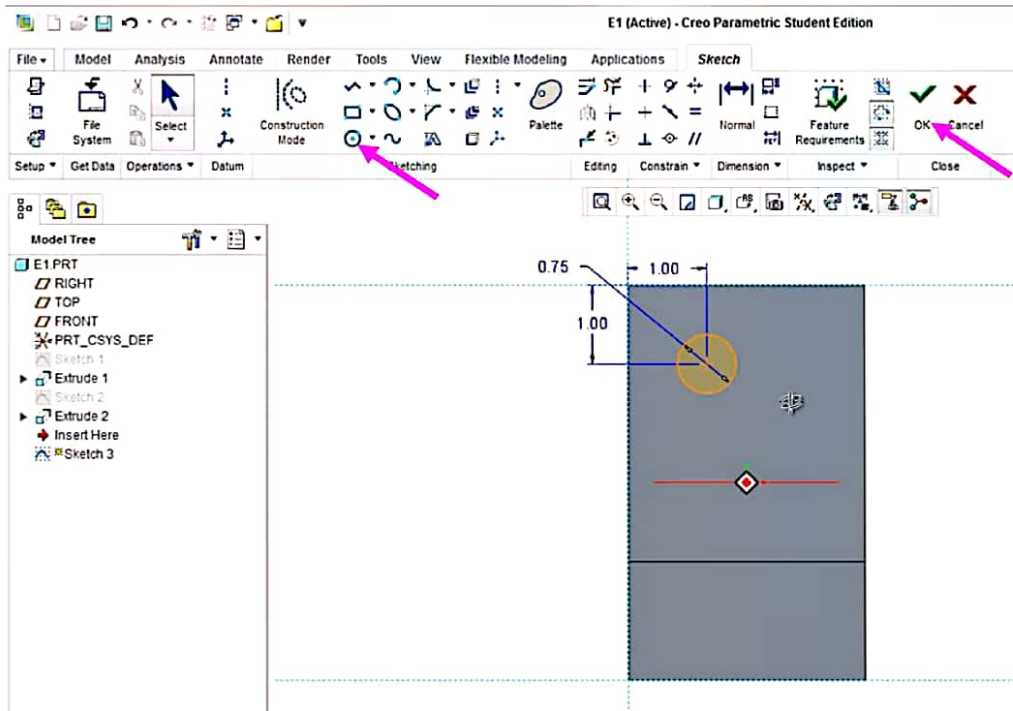 E1 (Active) - Creo Parametric Student Edition
File Model Analysis Annotate Render Tools View Flexible Modeling Applications Sketch
File System
Select
Construction Mode
Palette
Normal
Feature Requirements
OK
Cancel
Setup Get Data Operations Datum Sketching Editing Constrain Dimension Inspect Close
Model Tree
E1.PRT
RIGHT
TOP
FRONT
PRT_CSYS_DEF
Sketch 1
Extrude 1
Sketch 2
Extrude 2
Insert Here
Sketch 3
0.75
1.00
1.00